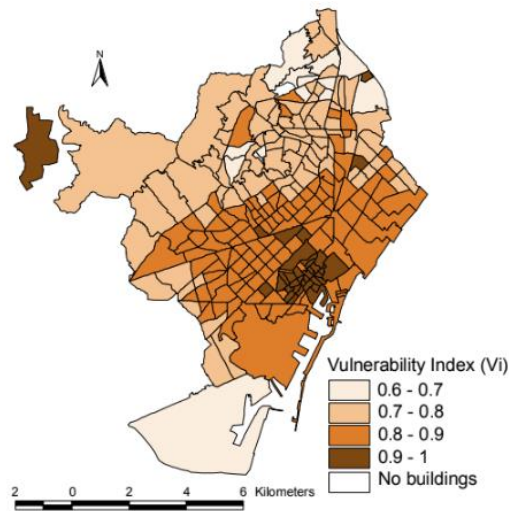 N
Vulnerability Index (Vi)
0.6 - 0.7
0.7 - 0.8
0.8 - 0.9
0.9 - 1
No buildings
2 0 2 4 6 Kilometers